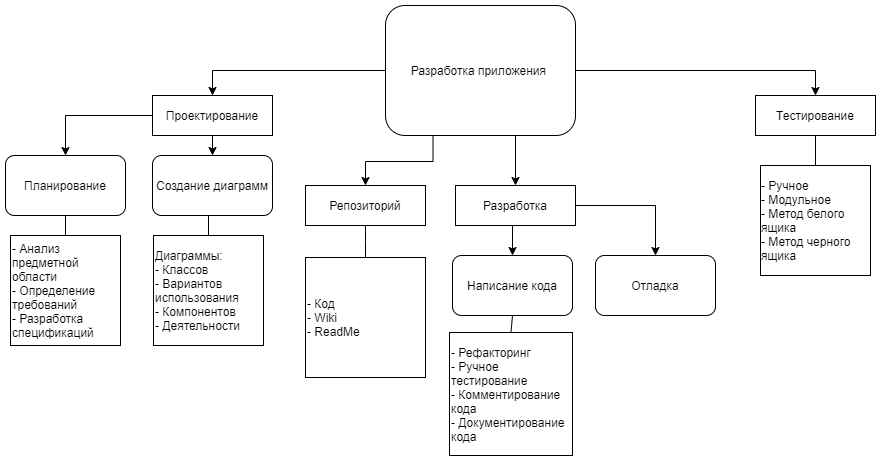 Разработка приложения
Проектирование
Тестирование
Планирование
Создание диаграмм
Репозиторий
Разработка
- Ручное
- Модульное
- Метод белого
ящика
- Метод черного
ящика
- Анализ
предметной
области
- Определение
требований
- Разработка
спецификаций
Диаграммы:
- Классов
- Вариантов
использования
- Компонентов
- Деятельности
- Код
- Wiki
- ReadMe
Написание кода
Отладка
- Рефакторинг
- Ручное
тестирование
- Комментирование
кода
- Документирование
кода